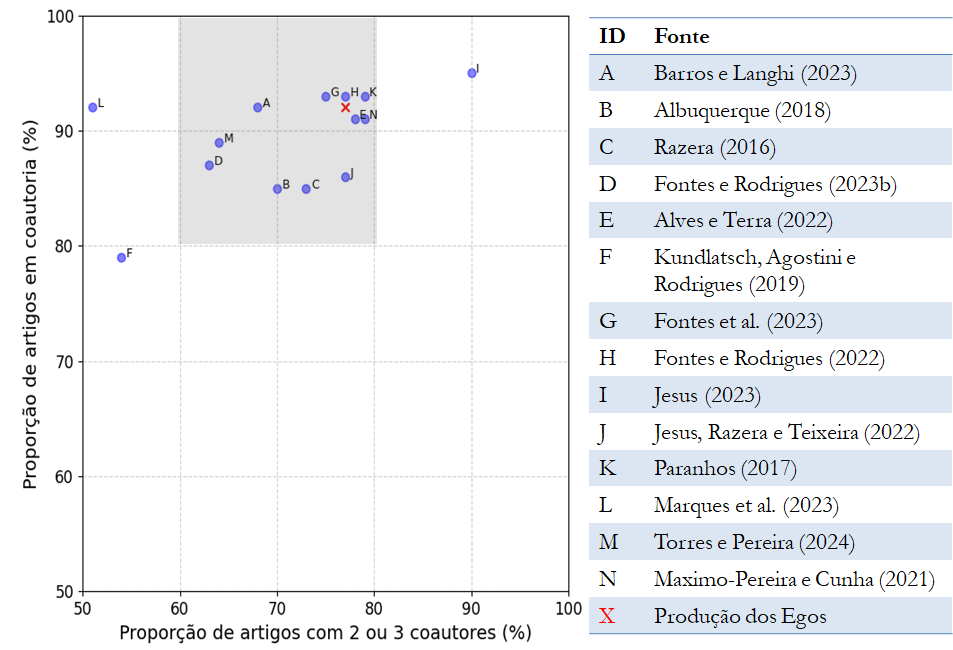 Proporção de artigos em coautoria (%)
100
90
80
70
60
50
50 60 70 80 90 100
Proporção de artigos com 2 ou 3 coautores (%)
L
A
G
H
K
I
E
N
M
D
B
C
J
F
ID Fonte
A Barros e Langhi (2023)
B Albuquerque (2018)
C Razera (2016)
D Fontes e Rodrigues (2023b)
E Alves e Terra (2022)
F Kundlatsch, Agostini e
Rodrigues (2019)
G Fontes et al. (2023)
H Fontes e Rodrigues (2022)
I Jesus (2023)
J Jesus, Razera e Teixeira (2022)
K Paranhos (2017)
L Marques et al. (2023)
M Torres e Pereira (2024)
N Maximo-Pereira e Cunha (2021)
X Produção dos Egos